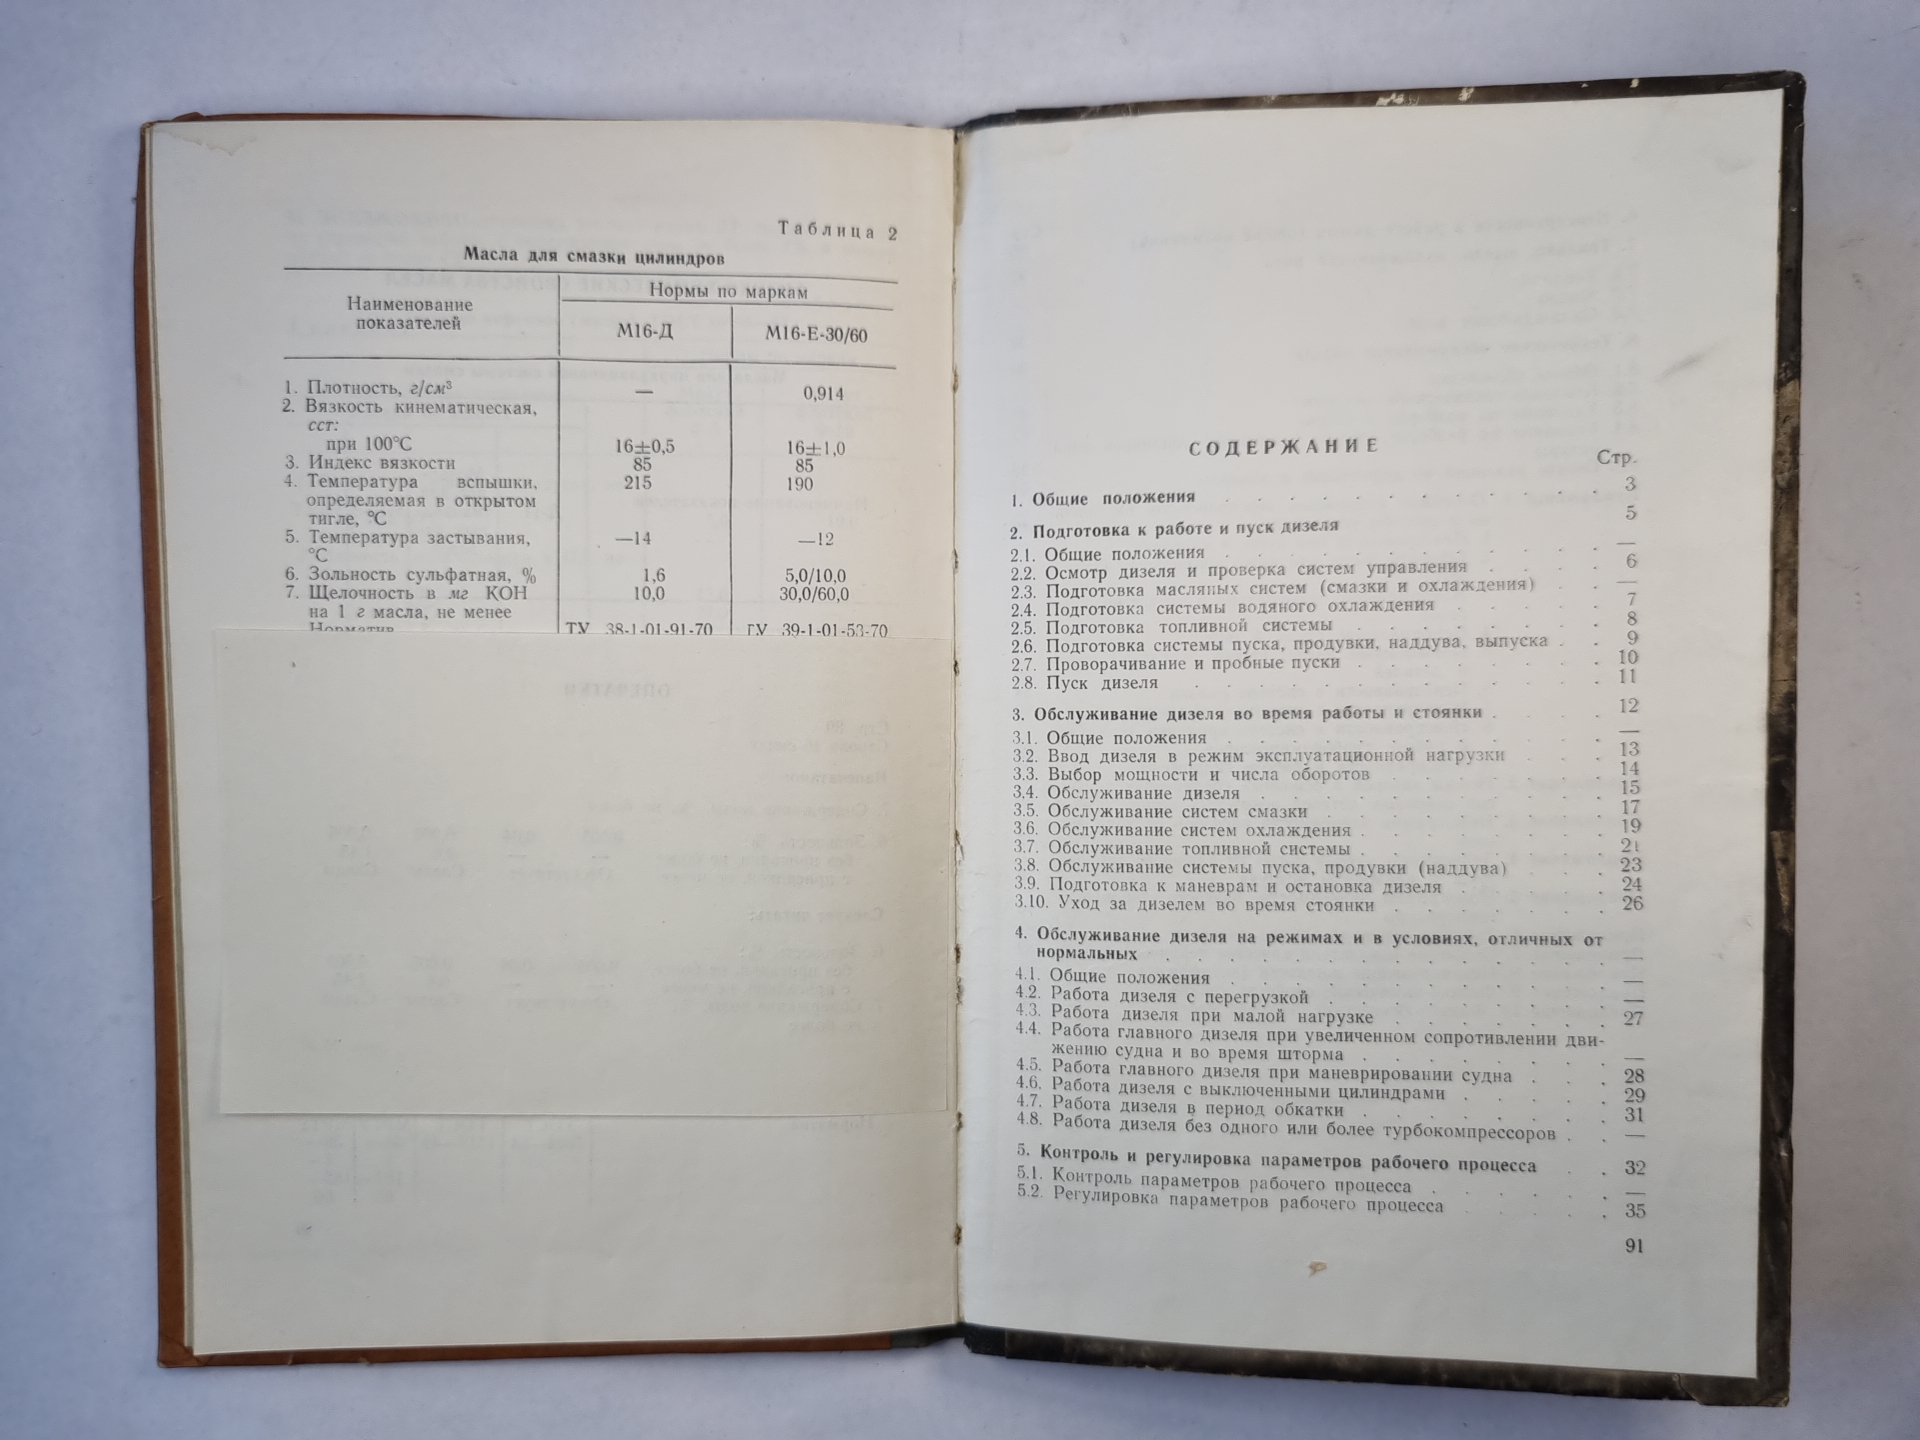 Таблица 2
Масла для смазки цилиндров
Наименование показателей
Нормы по маркам
М16-Д
М16-Е-30/60
1. Плотность, г/см³ — 0,914
2. Вязкость кинематическая,
сст:
при 100°С 16±0,5 16±1,0
3. Индекс вязкости 85 85
4. Температура вспышки, 215 190
определяемая в открытом
тигле, °С
5. Температура застывания, —14 —12
°С
6. Зольность сульфатная, % 1,6 5,0/10,0
7. Щелочность в мг КОН 10,0 30,0/60,0
на 1 г масла, не менее
Норматив ТУ 38-1-01-91-70 ТУ 39-1-01-53-70
СОДЕРЖАНИЕ
Стр.
1. Общие положения . . . . . . . . . . . 3
2. Подготовка к работе и пуск дизеля 5
2.1. Общие положения . . . . . . . . . . . —
2.2. Осмотр дизеля и проверка систем управления . . . . 6
2.3. Подготовка масляных систем (смазки и охлаждения) . . —
2.4. Подготовка системы водяного охлаждения . . . . . 7
2.5. Подготовка топливной системы . . . . . . . . 8
2.6. Подготовка системы пуска, продувки, наддува, выпуска . . 9
2.7. Проворачивание и пробные пуски . . . . . . . . 10
2.8. Пуск дизеля . . . . . . . . . . . . 11
3. Обслуживание дизеля во время работы и стоянки . . . . 12
3.1. Общие положения . . . . . . . . . . . —
3.2. Ввод дизеля в режим эксплуатационной нагрузки . . . 13
3.3. Выбор мощности и числа оборотов . . . . . . . 14
3.4. Обслуживание дизеля . . . . . . . . . . 15
3.5. Обслуживание систем смазки . . . . . . . . . 17
3.6. Обслуживание систем охлаждения . . . . . . . . 19
3.7. Обслуживание топливной системы . . . . . . . . 21
3.8. Обслуживание системы пуска, продувки (наддува) . . . 23
3.9. Подготовка к маневрам и остановка дизеля . . . . . 24
3.10. Уход за дизелем во время стоянки . . . . . . . 26
4. Обслуживание дизеля на режимах и в условиях, отличных от
нормальных . . . . . . . . . . . . . —
4.1. Общие положения . . . . . . . . . . . —
4.2. Работа дизеля с перегрузкой . . . . . . . . . —
4.3. Работа дизеля при малой нагрузке . . . . . . . 27
4.4. Работа главного дизеля при увеличенном сопротивлении дви-
жению судна и во время шторма . . . . . . . . —
4.5. Работа главного дизеля при маневрировании судна . . . 28
4.6. Работа дизеля с выключенными цилиндрами . . . . . 29
4.7. Работа дизеля в период обкатки . . . . . . . . 31
4.8. Работа дизеля без одного или более турбокомпрессоров . . —
5. Контроль и регулировка параметров рабочего процесса . . 32
5.1. Контроль параметров рабочего процесса . . . . . . —
5.2. Регулировка параметров рабочего процесса . . . . . 35
91